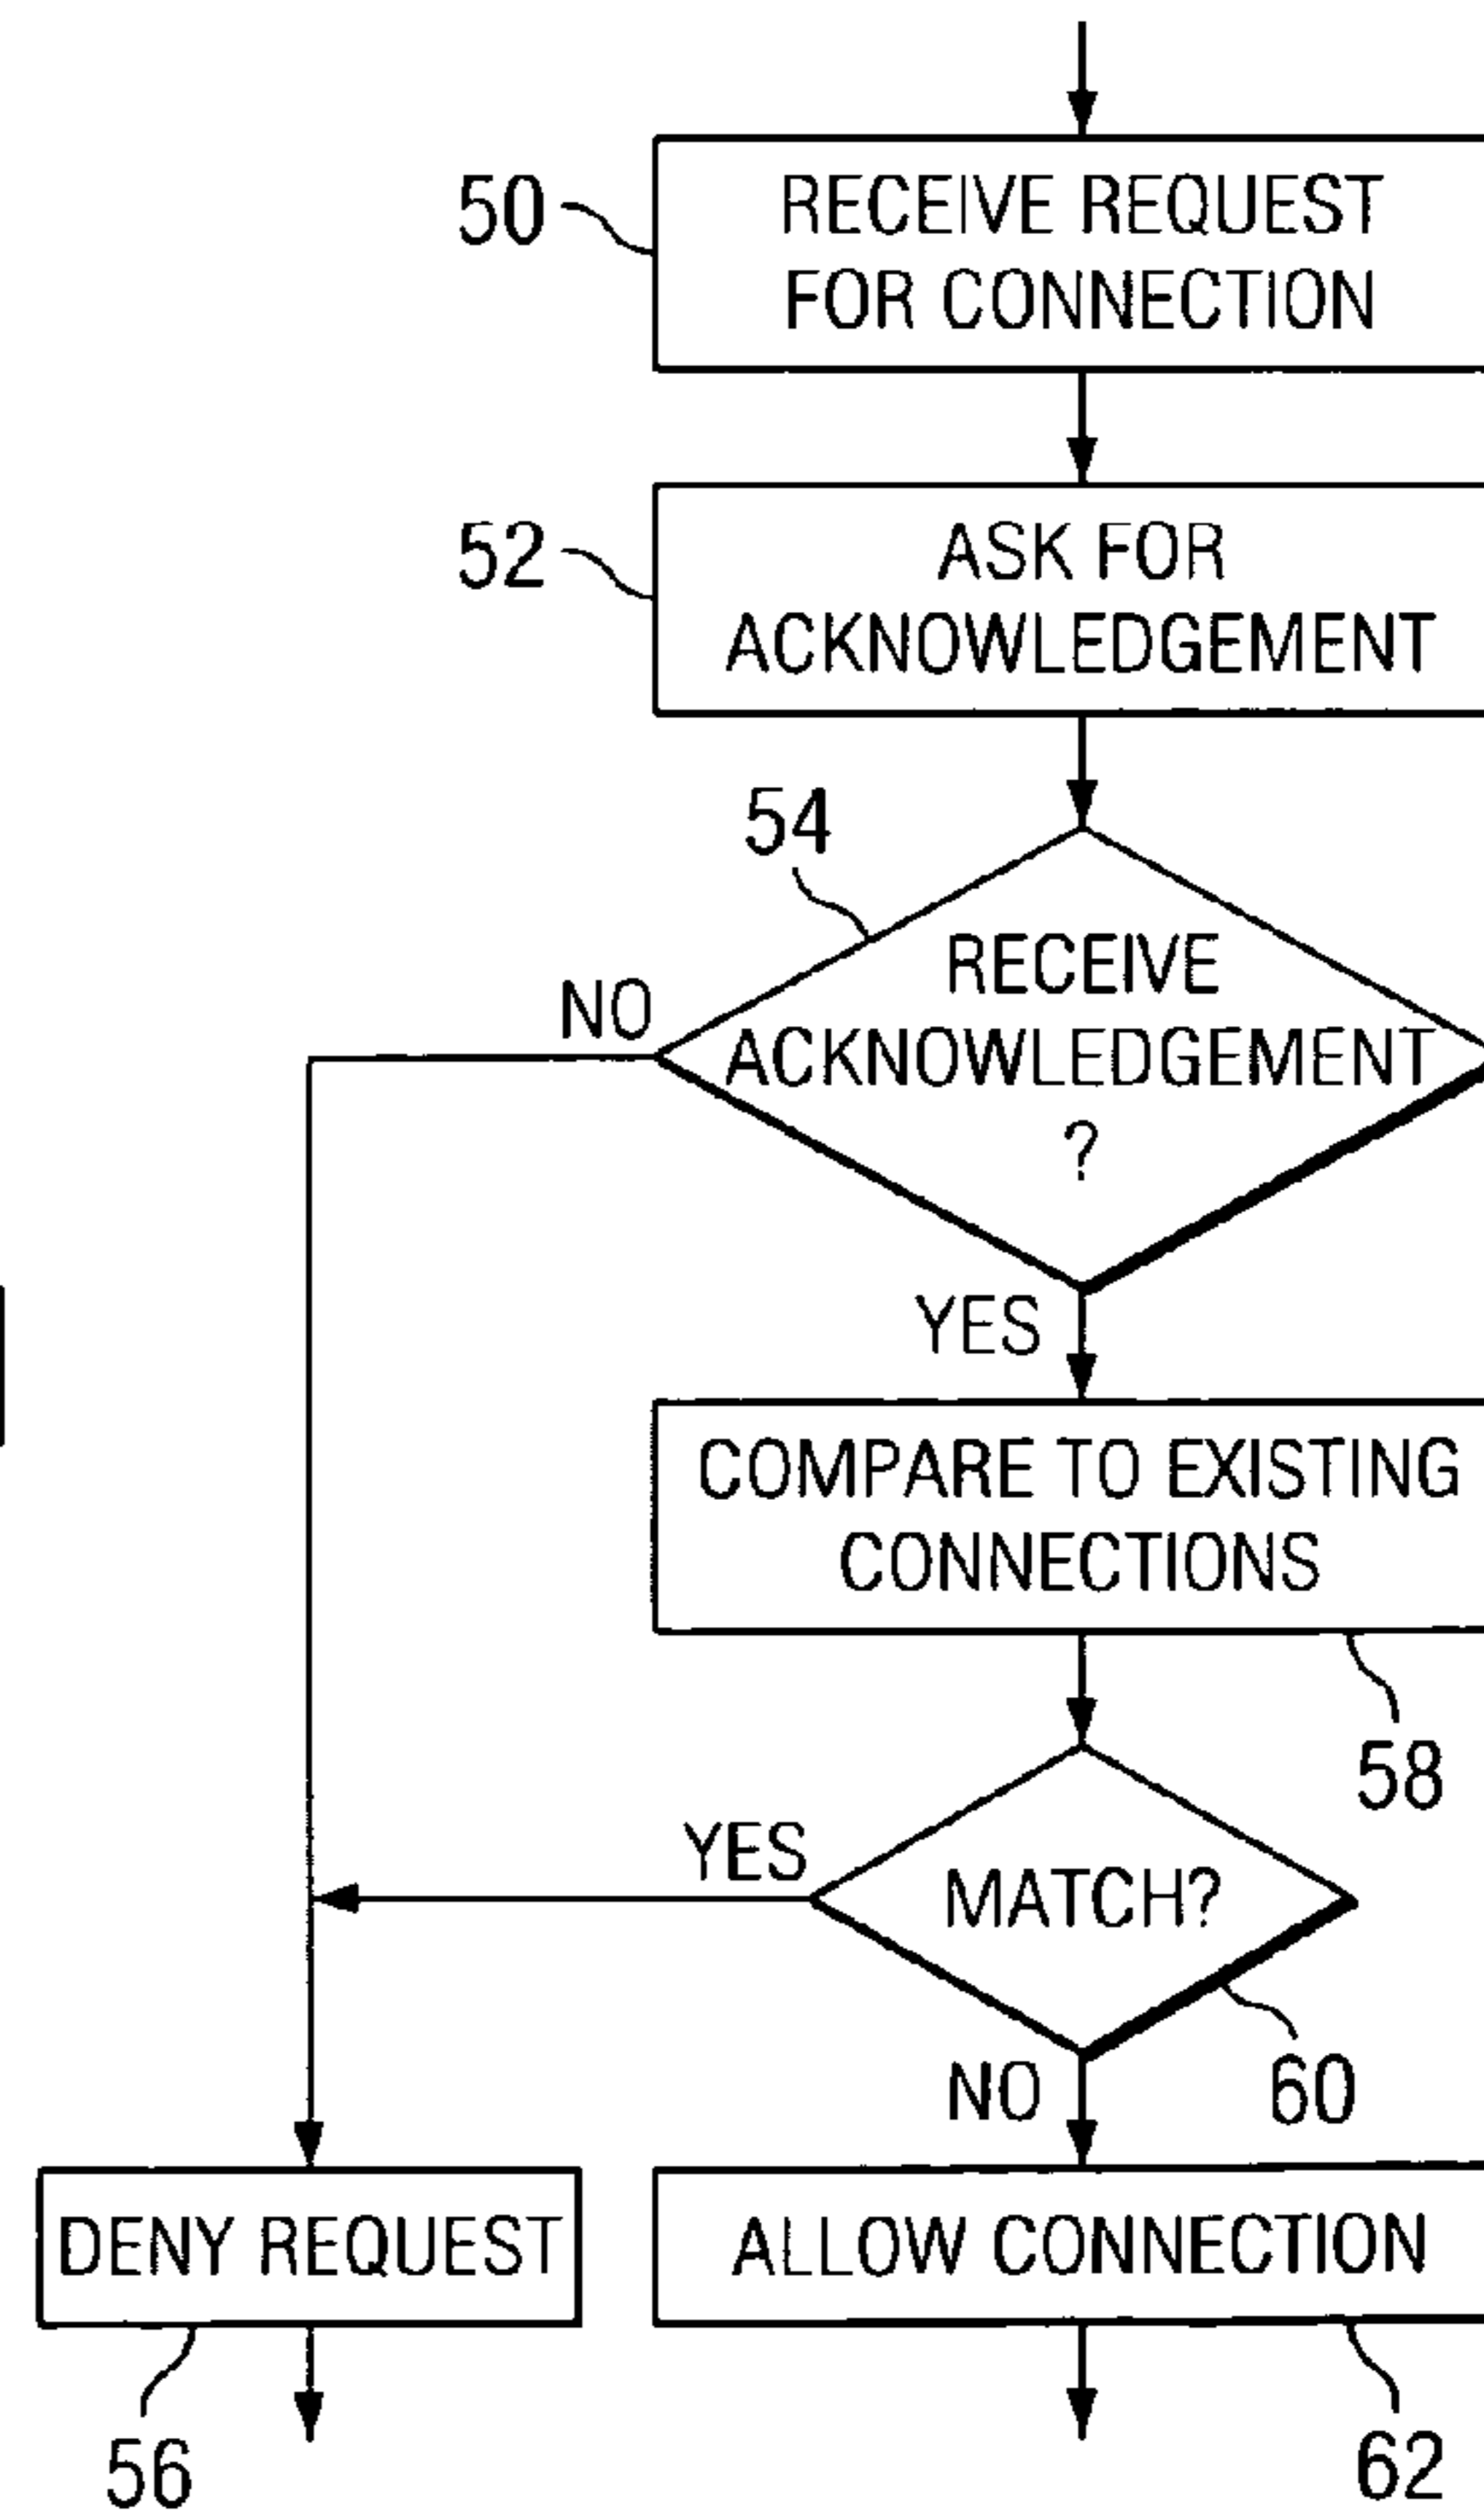 50
RECEIVE REQUEST
FOR CONNECTION
52
ASK FOR
ACKNOWLEDGEMENT
54
RECEIVE
ACKNOWLEDGEMENT
?
NO
YES
COMPARE TO EXISTING
CONNECTIONS
58
YES
MATCH?
60
NO
DENY REQUEST
ALLOW CONNECTION
56
62